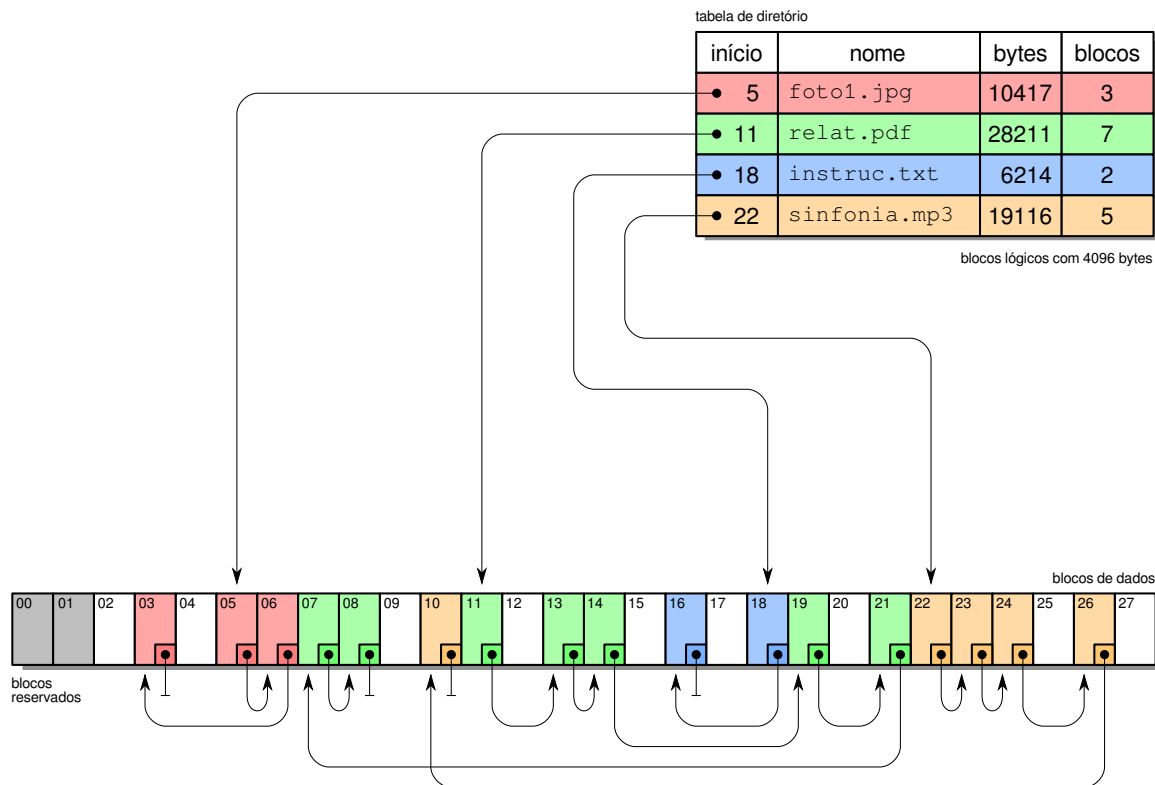 tabela de diretório
início nome bytes blocos
5 foto1.jpg 10417 3
11 relat.pdf 28211 7
18 instruc.txt 6214 2
22 sinfonia.mp3 19116 5
blocos lógicos com 4096 bytes
blocos de dados
00 01 02 03 04 05 06 07 08 09 10 11 12 13 14 15 16 17 18 19 20 21 22 23 24 25 26 27
blocos
reservados